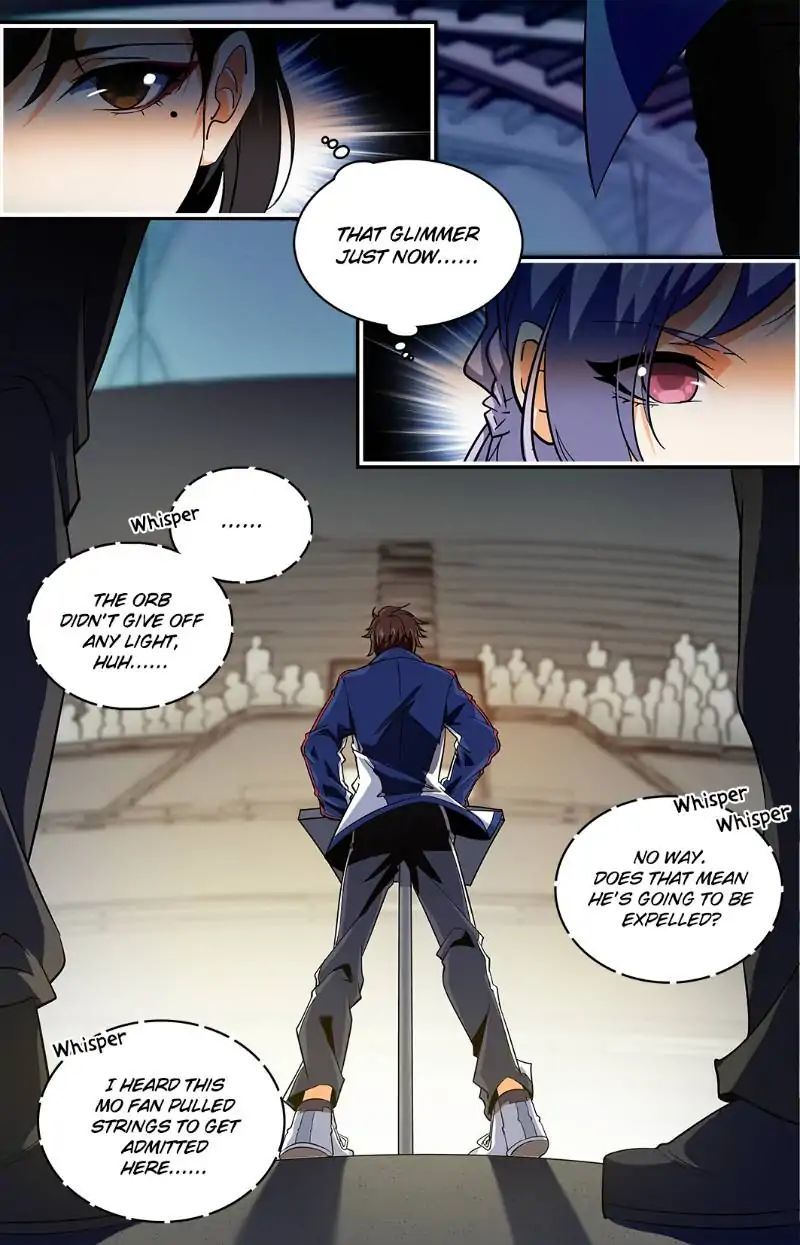 THAT GLIMMER
JUST NOW......
Whisper
......
THE ORB
DIDN'T GIVE OFF
ANY LIGHT,
HUH......
Whisper
Whisper
NO WAY.
DOES THAT MEAN
HE'S GOING TO BE
EXPELLED?
Whisper
I HEARD THIS
MO FAN PULLED
STRINGS TO GET
ADMITTED
HERE......